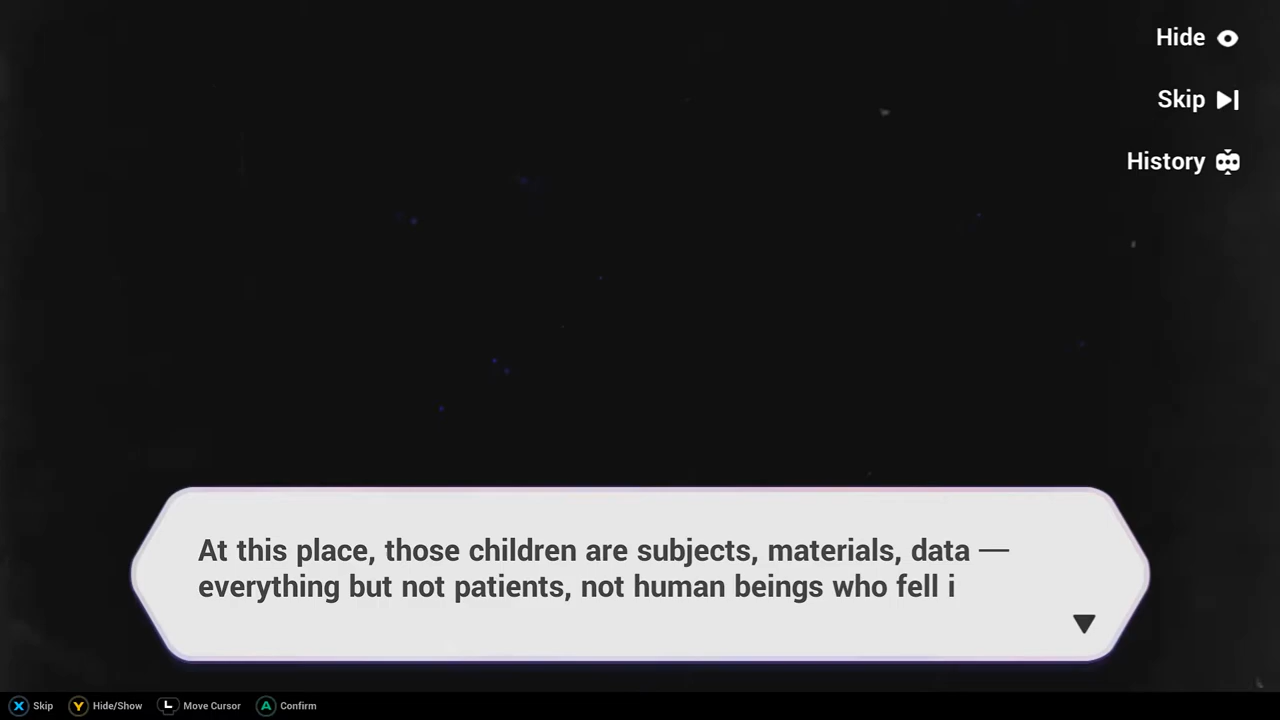 Hide
Skip
History
At this place, those children are subjects, materials, data —
everything but not patients, not human beings who fell i
X Skip Y Hide/Show L Move Cursor A Confirm